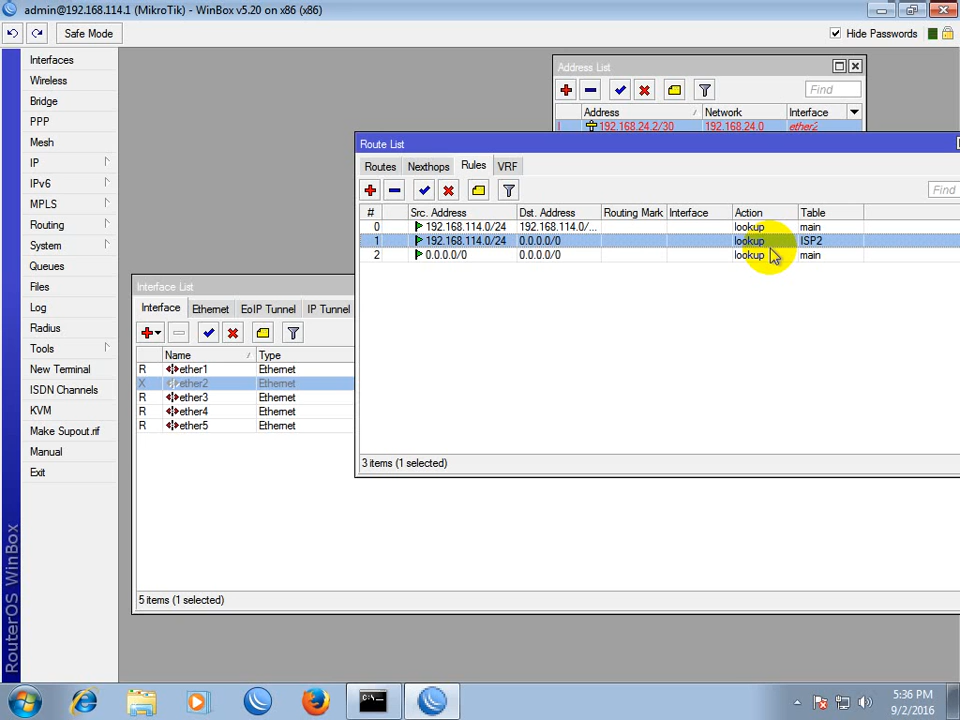 admin@192.168.114.1 (MikroTik) - WinBox v5.20 on x86 (x86)
Safe Mode
Hide Passwords
Interfaces
Wireless
Bridge
PPP
Mesh
IP
IPv6
MPLS
Routing
System
Queues
Files
Log
Radius
Tools
New Terminal
ISDN Channels
KVM
Make Supout.rif
Manual
Exit
RouterOS WinBox
Address List
Find
Address Network Interface
192.168.24.2/30 192.168.24.0 ether2
Route List
Routes Nexthops Rules VRF
Find
# Src. Address Dst. Address Routing Mark Interface Action Table
0 192.168.114.0/24 192.168.114.0/... lookup main
1 192.168.114.0/24 0.0.0.0/0 lookup ISP2
2 0.0.0.0/0 0.0.0.0/0 lookup main
3 items (1 selected)
Interface List
Interface Ethernet EoIP Tunnel IP Tunnel
Name Type
R ether1 Ethernet
X ether2 Ethernet
R ether3 Ethernet
R ether4 Ethernet
R ether5 Ethernet
5 items (1 selected)
C:\.
5:36 PM
9/2/2016